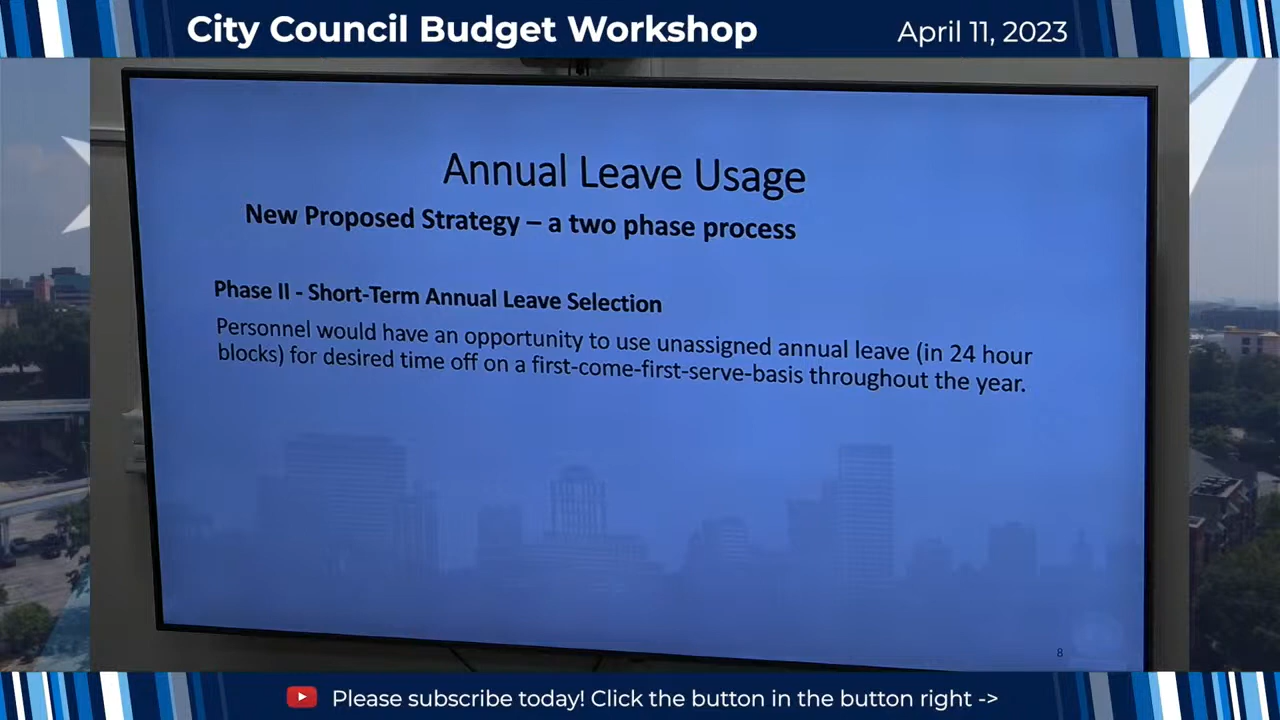 City Council Budget Workshop
April 11, 2023
Annual Leave Usage
New Proposed Strategy – a two phase process
Phase II - Short-Term Annual Leave Selection
Personnel would have an opportunity to use unassigned annual leave (in 24 hour
blocks) for desired time off on a first-come-first-serve-basis throughout the year.
8
Please subscribe today! Click the button in the button right ->